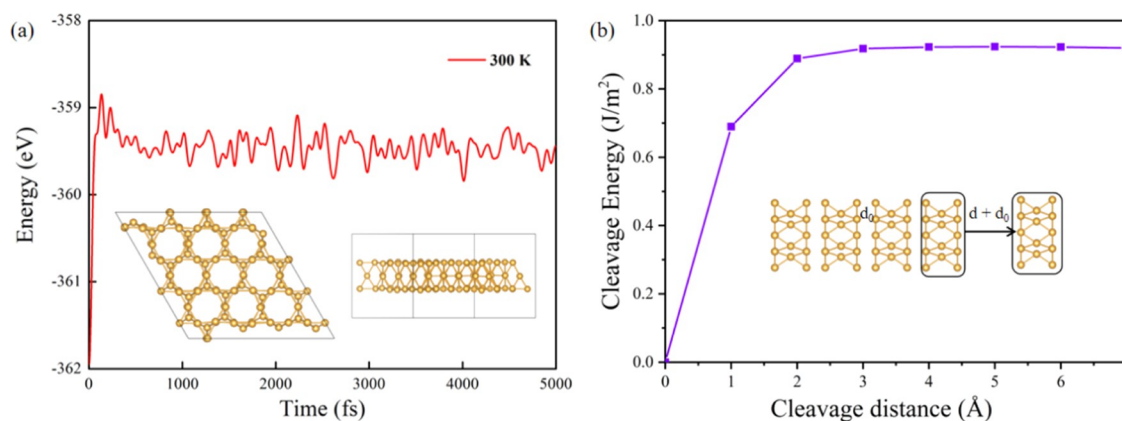 (a)
-358
-359
-360
-361
-362
Energy (eV)
300 K
0
1000
2000
3000
4000
5000
Time (fs)
(b)
1.0
0.8
0.6
0.4
0.2
0.0
Cleavage Energy (J/m²)
d₀
d + d₀
0
1
2
3
4
5
6
Cleavage distance (Å)